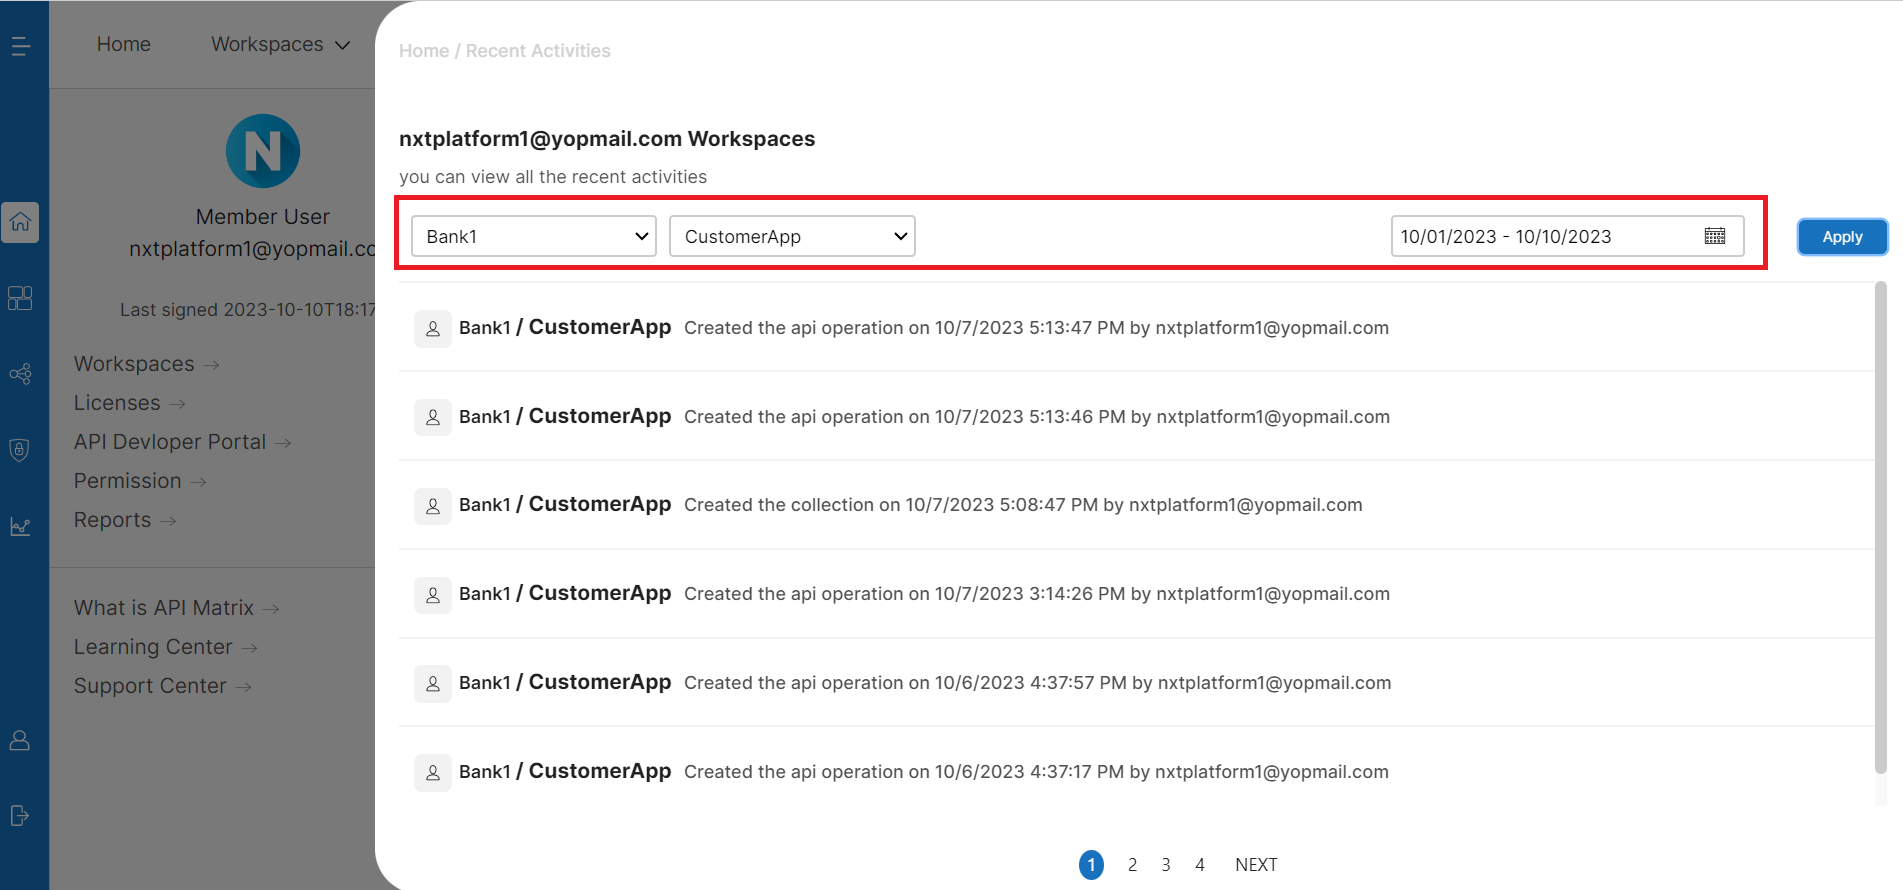 Home
Workspaces
N
Member User
nxtplatform1@yopmail.co
Last signed 2023-10-10T18:17
Workspaces →
Licenses →
API Devloper Portal →
Permission →
Reports →
What is API Matrix →
Learning Center →
Support Center →
Home / Recent Activities
nxtplatform1@yopmail.com Workspaces
you can view all the recent activities
Bank1
CustomerApp
10/01/2023 - 10/10/2023
Apply
Bank1 / CustomerApp Created the api operation on 10/7/2023 5:13:47 PM by nxtplatform1@yopmail.com
Bank1 / CustomerApp Created the api operation on 10/7/2023 5:13:46 PM by nxtplatform1@yopmail.com
Bank1 / CustomerApp Created the collection on 10/7/2023 5:08:47 PM by nxtplatform1@yopmail.com
Bank1 / CustomerApp Created the api operation on 10/7/2023 3:14:26 PM by nxtplatform1@yopmail.com
Bank1 / CustomerApp Created the api operation on 10/6/2023 4:37:57 PM by nxtplatform1@yopmail.com
Bank1 / CustomerApp Created the api operation on 10/6/2023 4:37:17 PM by nxtplatform1@yopmail.com
1 2 3 4 NEXT